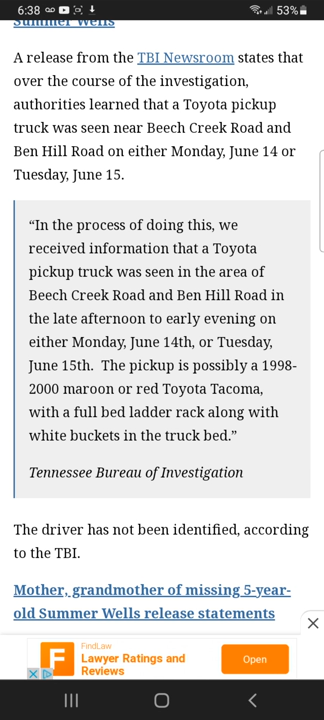 6:38
53%
Summer Wells
A release from the TBI Newsroom states that
over the course of the investigation,
authorities learned that a Toyota pickup
truck was seen near Beech Creek Road and
Ben Hill Road on either Monday, June 14 or
Tuesday, June 15.
“In the process of doing this, we
received information that a Toyota
pickup truck was seen in the area of
Beech Creek Road and Ben Hill Road in
the late afternoon to early evening on
either Monday, June 14th, or Tuesday,
June 15th.  The pickup is possibly a 1998-
2000 maroon or red Toyota Tacoma,
with a full bed ladder rack along with
white buckets in the truck bed.”
Tennessee Bureau of Investigation
The driver has not been identified, according
to the TBI.
Mother, grandmother of missing 5-year-
old Summer Wells release statements
F
FindLaw
Lawyer Ratings and
Reviews
Open